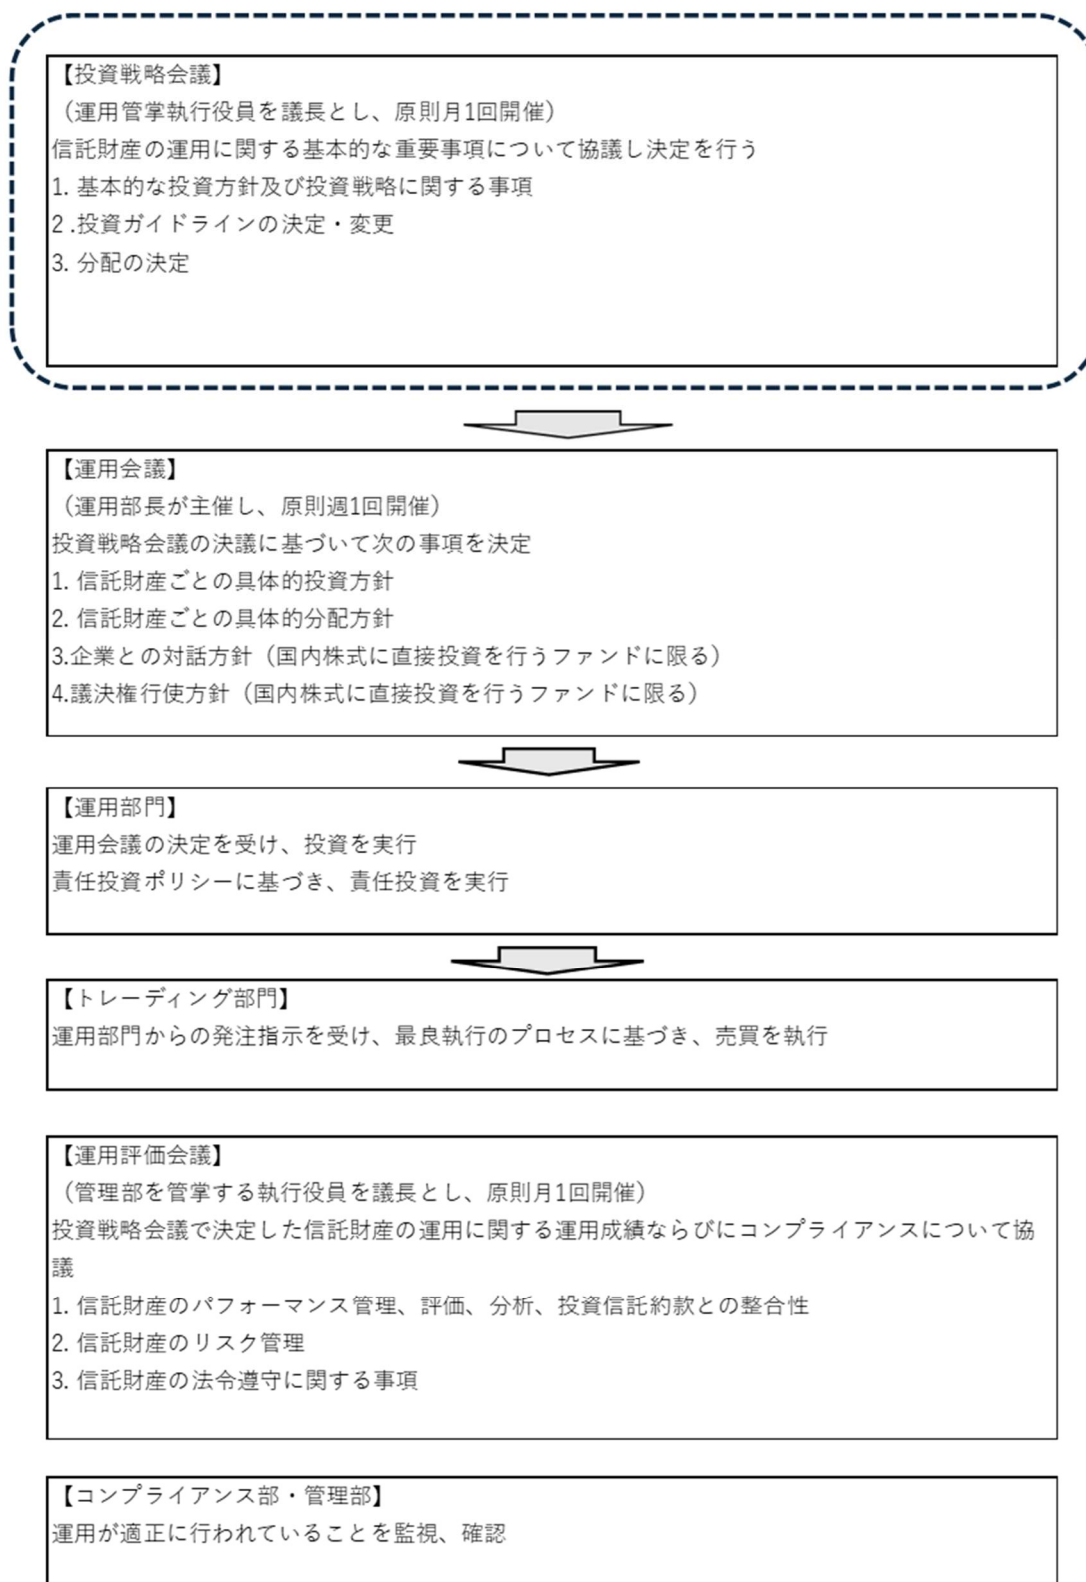 【投資戦略会議】
（運用管掌執行役員を議長とし、原則月1回開催）
信託財産の運用に関する基本的な重要事項について協議し決定を行う
1. 基本的な投資方針及び投資戦略に関する事項
2 .投資ガイドラインの決定・変更
3. 分配の決定
【運用会議】
（運用部長が主催し、原則週1回開催）
投資戦略会議の決議に基づいて次の事項を決定
1. 信託財産ごとの具体的投資方針
2. 信託財産ごとの具体的分配方針
3.企業との対話方針（国内株式に直接投資を行うファンドに限る）
4.議決権行使方針（国内株式に直接投資を行うファンドに限る）
【運用部門】
運用会議の決定を受け、投資を実行
責任投資ポリシーに基づき、責任投資を実行
【トレーディング部門】
運用部門からの発注指示を受け、最良執行のプロセスに基づき、売買を執行
【運用評価会議】
（管理部を管掌する執行役員を議長とし、原則月1回開催）
投資戦略会議で決定した信託財産の運用に関する運用成績ならびにコンプライアンスについて協
議
1. 信託財産のパフォーマンス管理、評価、分析、投資信託約款との整合性
2. 信託財産のリスク管理
3. 信託財産の法令遵守に関する事項
【コンプライアンス部・管理部】
運用が適正に行われていることを監視、確認